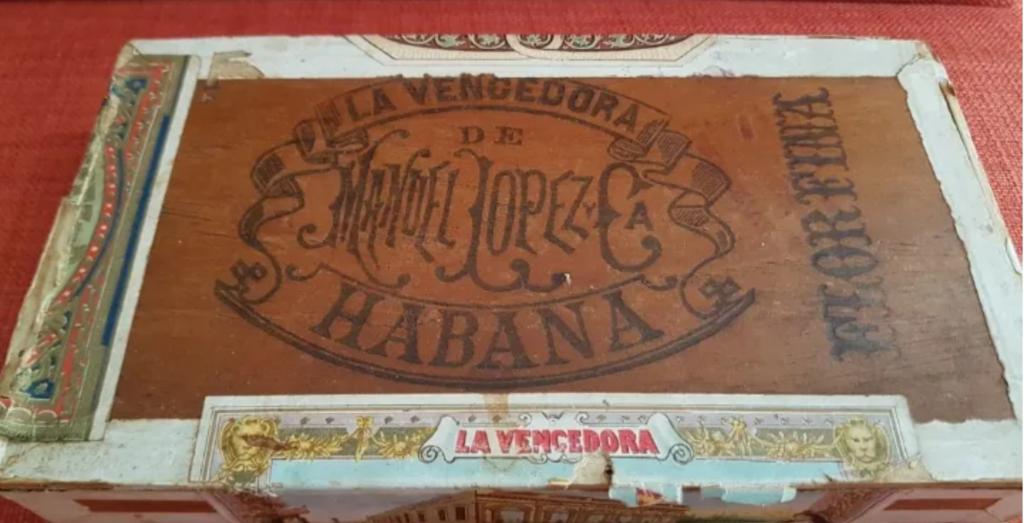 LA VENCEDORA
DE
MANUEL LOPEZ Y CA
HABANA
FLOR FINA
LA VENCEDORA